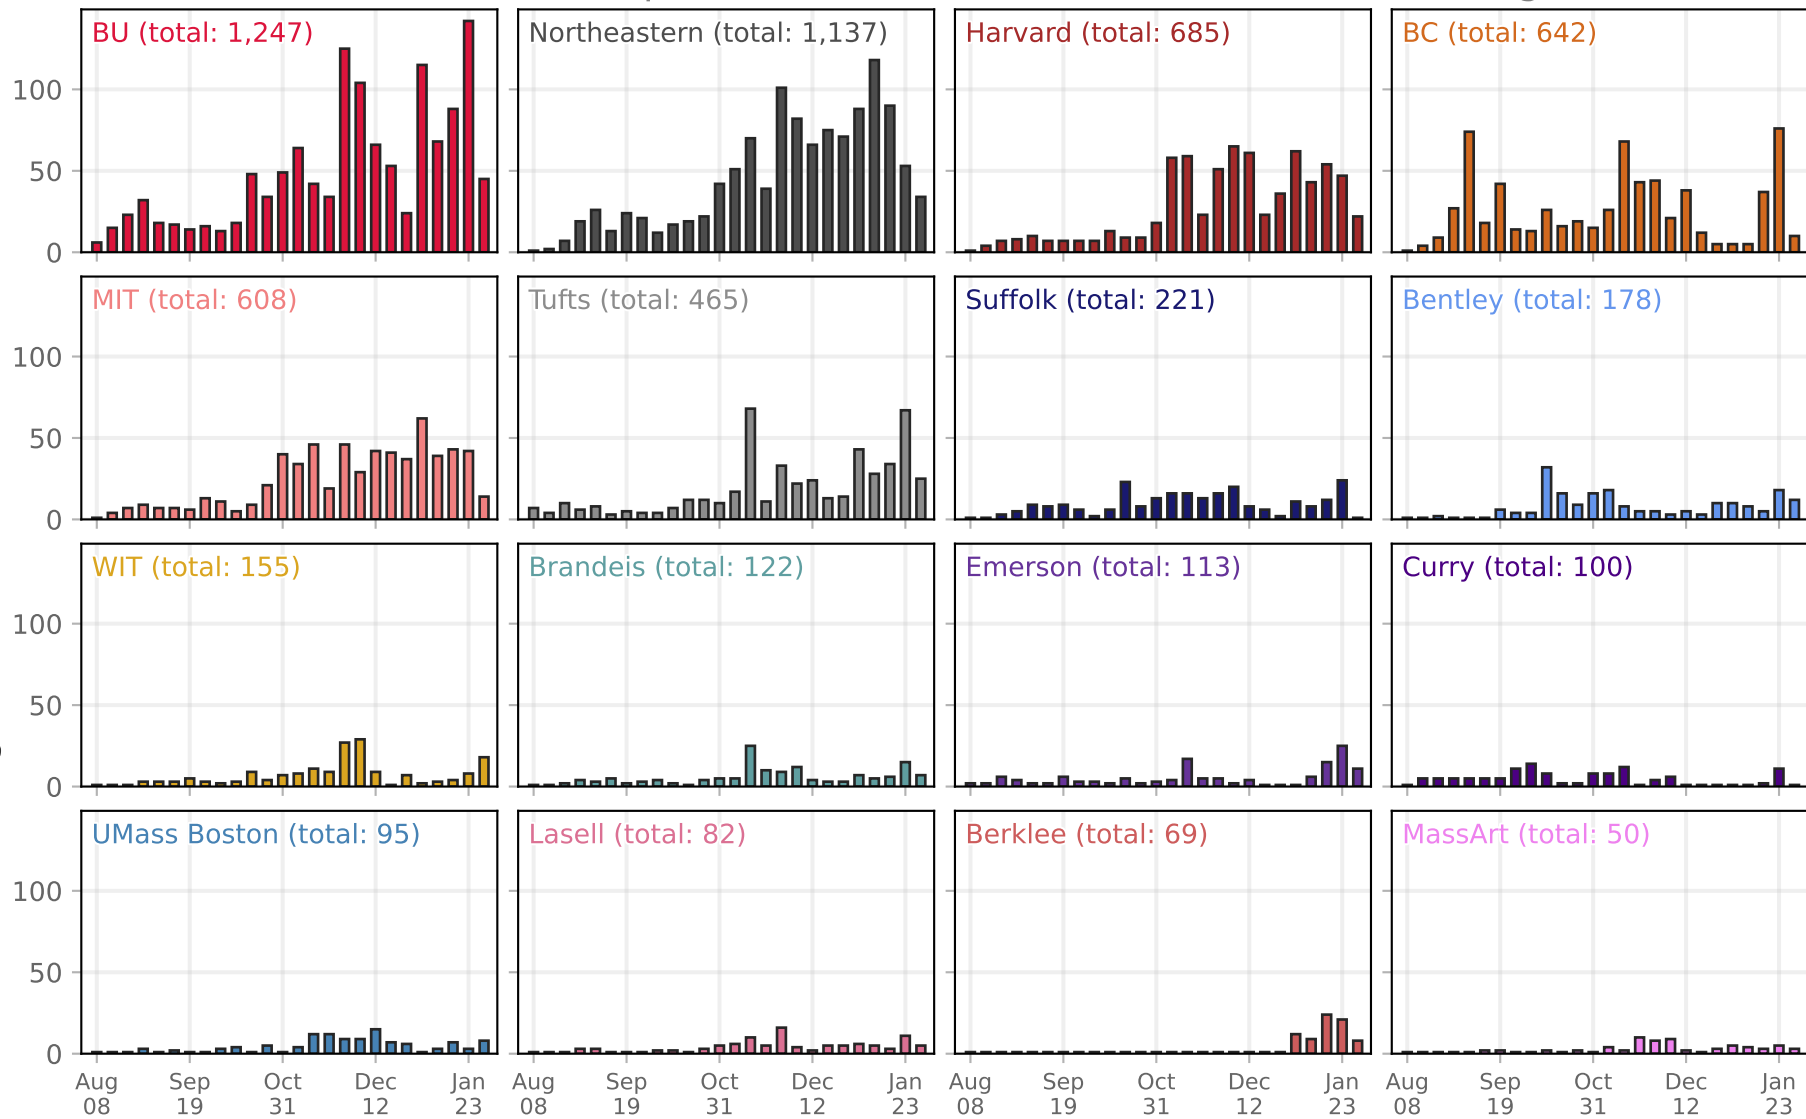 BU (total: 1,247)
Northeastern (total: 1,137)
Harvard (total: 685)
BC (total: 642)
100
50
0
MIT (total: 608)
Tufts (total: 465)
Suffolk (total: 221)
Bentley (total: 178)
100
50
0
WIT (total: 155)
Brandeis (total: 122)
Emerson (total: 113)
Curry (total: 100)
100
50
0
UMass Boston (total: 95)
Lasell (total: 82)
Berklee (total: 69)
MassArt (total: 50)
100
50
0
Aug Sep Oct Dec Jan Aug Sep Oct Dec Jan Aug Sep Oct Dec Jan Aug Sep Oct Dec Jan
08 19 31 12 23 08 19 31 12 23 08 19 31 12 23 08 19 31 12 23